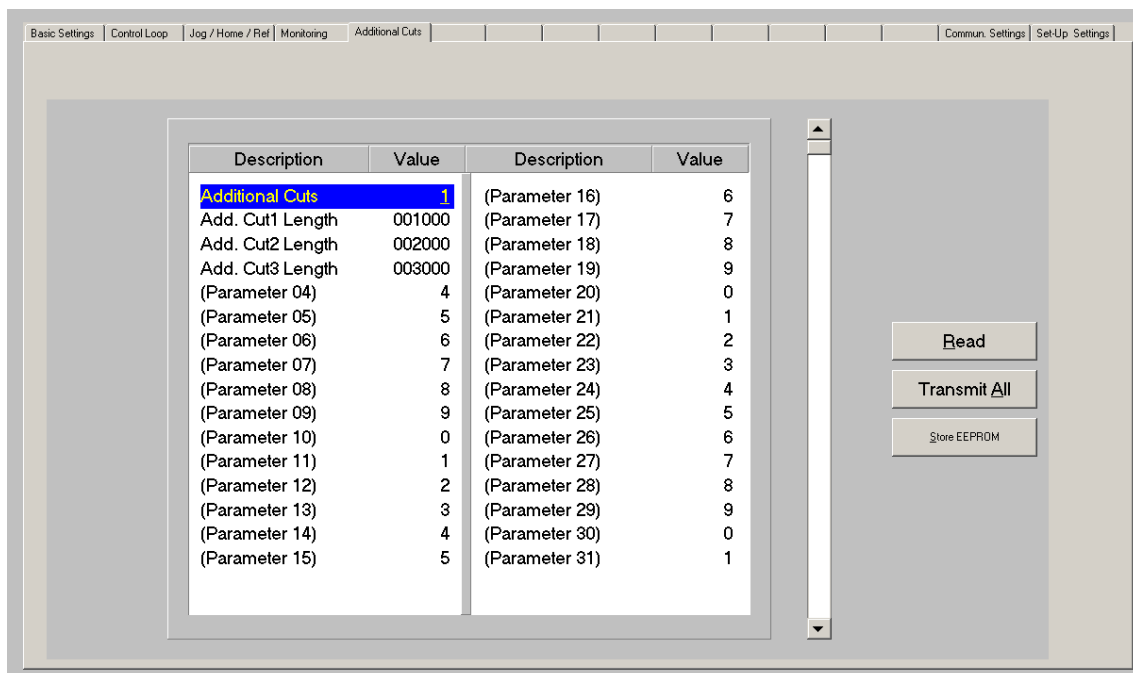 Basic Settings Control Loop Jog / Home / Ref Monitoring Additional Cuts Commun. Settings Set-Up Settings
Description Value Description Value
Additional Cuts 1 (Parameter 16) 6
Add. Cut1 Length 001000 (Parameter 17) 7
Add. Cut2 Length 002000 (Parameter 18) 8
Add. Cut3 Length 003000 (Parameter 19) 9
(Parameter 04) 4 (Parameter 20) 0
(Parameter 05) 5 (Parameter 21) 1
(Parameter 06) 6 (Parameter 22) 2
(Parameter 07) 7 (Parameter 23) 3
(Parameter 08) 8 (Parameter 24) 4
(Parameter 09) 9 (Parameter 25) 5
(Parameter 10) 0 (Parameter 26) 6
(Parameter 11) 1 (Parameter 27) 7
(Parameter 12) 2 (Parameter 28) 8
(Parameter 13) 3 (Parameter 29) 9
(Parameter 14) 4 (Parameter 30) 0
(Parameter 15) 5 (Parameter 31) 1
Read
Transmit All
Store EEPROM